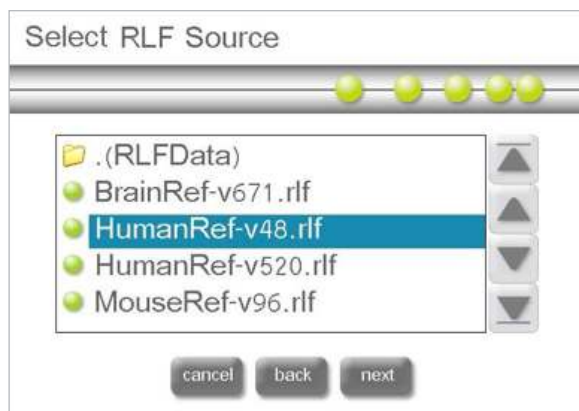 Select RLF Source
.(RLFData)
BrainRef-v671.rlf
HumanRef-v48.rlf
HumanRef-v520.rlf
MouseRef-v96.rlf
cancel back next